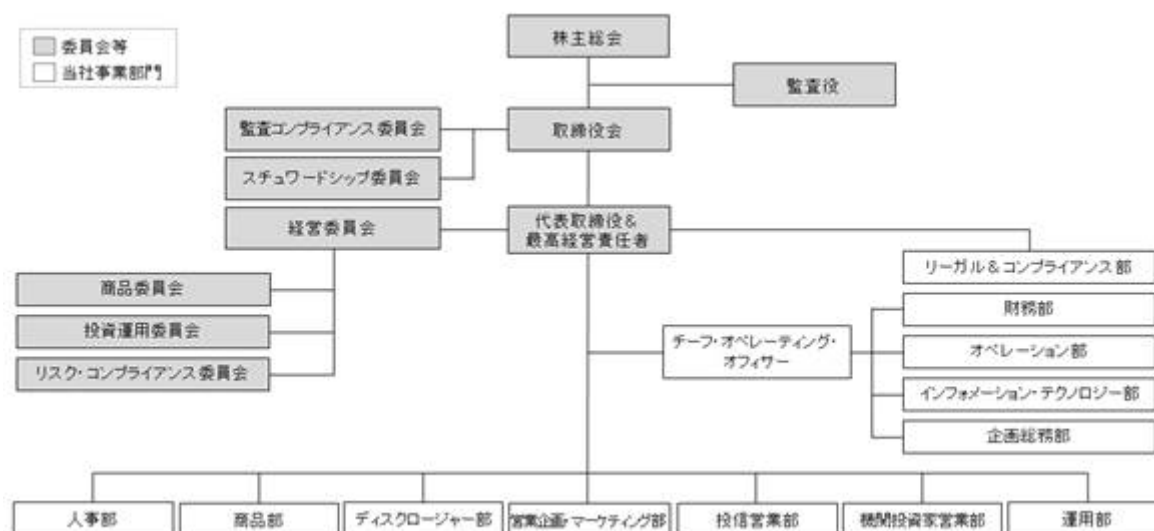 委員会等
当社事業部門
株主総会
監査役
取締役会
監査コンプライアンス委員会
スチュワードシップ委員会
経営委員会
代表取締役＆
最高経営責任者
商品委員会
投資運用委員会
リスク・コンプライアンス委員会
リーガル＆コンプライアンス部
チーフ・オペレーティング・
オフィサー
財務部
オペレーション部
インフォメーション・テクノロジー部
企画総務部
人事部
商品部
ディスクロージャー部
営業企画・マーケティング部
投信営業部
機関投資家営業部
運用部